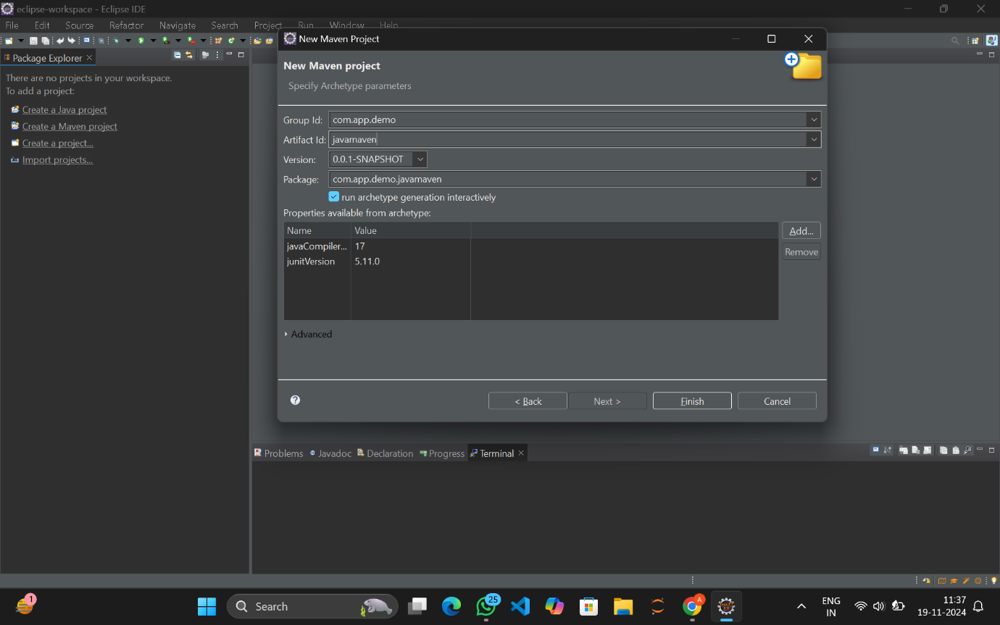 eclipse-workspace - Eclipse IDE
File Edit Source Refactor Navigate Search Project Run Window Help
Package Explorer
There are no projects in your workspace.
To add a project:
Create a Java project
Create a Maven project
Create a project...
Import projects...
New Maven Project
New Maven project
Specify Archetype parameters
Group Id: com.app.demo
Artifact Id: javamaven
Version: 0.0.1-SNAPSHOT
Package: com.app.demo.javamaven
run archetype generation interactively
Properties available from archetype:
Name Value
javaCompiler... 17
junitVersion 5.11.0
Add...
Remove
Advanced
< Back Next > Finish Cancel
Problems Javadoc Declaration Progress Terminal
1
Search
25
A
ENG
IN
11:37
19-11-2024